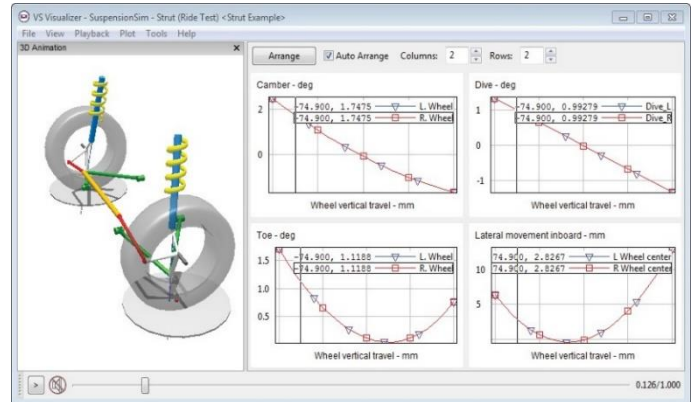 VS Visualizer - SuspensionSim - Strut (Ride Test) <Strut Example>
File View Playback Plot Tools Help
3D Animation
Arrange Auto Arrange Columns: 2 Rows: 2
Camber - deg
-74.900, 1.7475 L. Wheel
-74.900, 1.7475 R. Wheel
2
0
Wheel vertical travel - mm
Dive - deg
-74.900, 0.99279 Dive_L
-74.900, 0.99279 Dive_R
1
0
-1
Wheel vertical travel - mm
Toe - deg
-74.900, 1.1188 L. Wheel
-74.900, 1.1188 R. Wheel
1.5
1.0
0.5
Wheel vertical travel - mm
Lateral movement inboard - mm
74.900, 2.8267 L Wheel center
74.900, 2.8267 R Wheel center
10
5
Wheel vertical travel - mm
0.126/1.000